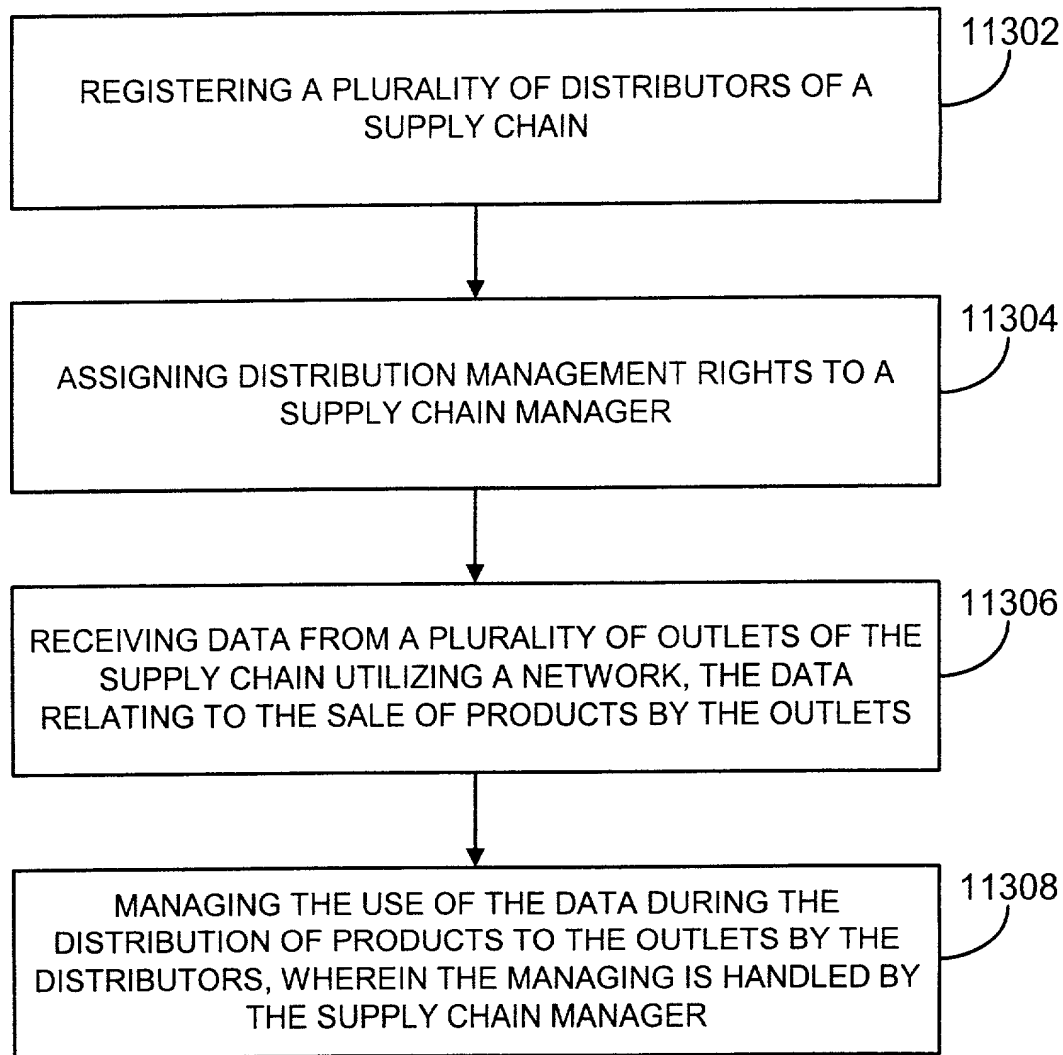 11302
REGISTERING A PLURALITY OF DISTRIBUTORS OF A
SUPPLY CHAIN
11304
ASSIGNING DISTRIBUTION MANAGEMENT RIGHTS TO A
SUPPLY CHAIN MANAGER
11306
RECEIVING DATA FROM A PLURALITY OF OUTLETS OF THE
SUPPLY CHAIN UTILIZING A NETWORK, THE DATA
RELATING TO THE SALE OF PRODUCTS BY THE OUTLETS
11308
MANAGING THE USE OF THE DATA DURING THE
DISTRIBUTION OF PRODUCTS TO THE OUTLETS BY THE
DISTRIBUTORS, WHEREIN THE MANAGING IS HANDLED BY
THE SUPPLY CHAIN MANAGER